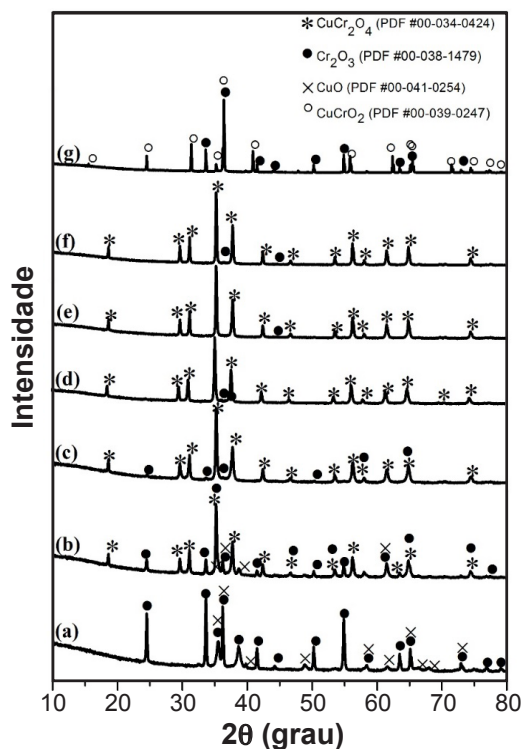 * CuCr2O4 (PDF #00-034-0424)
● Cr2O3 (PDF #00-038-1479)
× CuO (PDF #00-041-0254)
○ CuCrO2 (PDF #00-039-0247)
(g)
(f)
(e)
(d)
(c)
(b)
(a)
Intensidade
10 20 30 40 50 60 70 80
2θ (grau)